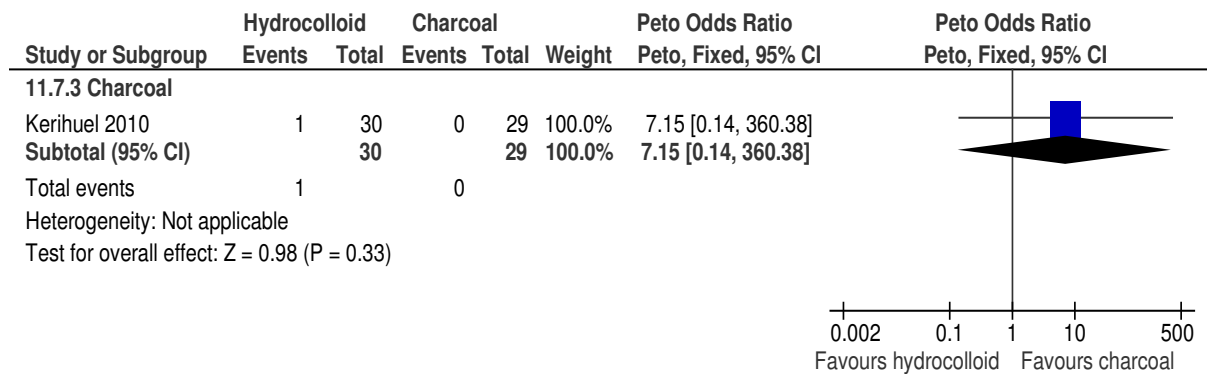 Hydrocolloid Charcoal Peto Odds Ratio Peto Odds Ratio
Study or Subgroup Events Total Events Total Weight Peto, Fixed, 95% CI Peto, Fixed, 95% CI
11.7.3 Charcoal
Kerihuel 2010 1 30 0 29 100.0% 7.15 [0.14, 360.38]
Subtotal (95% CI) 30 29 100.0% 7.15 [0.14, 360.38]
Total events 1 0
Heterogeneity: Not applicable
Test for overall effect: Z = 0.98 (P = 0.33)
0.002 0.1 1 10 500
Favours hydrocolloid Favours charcoal